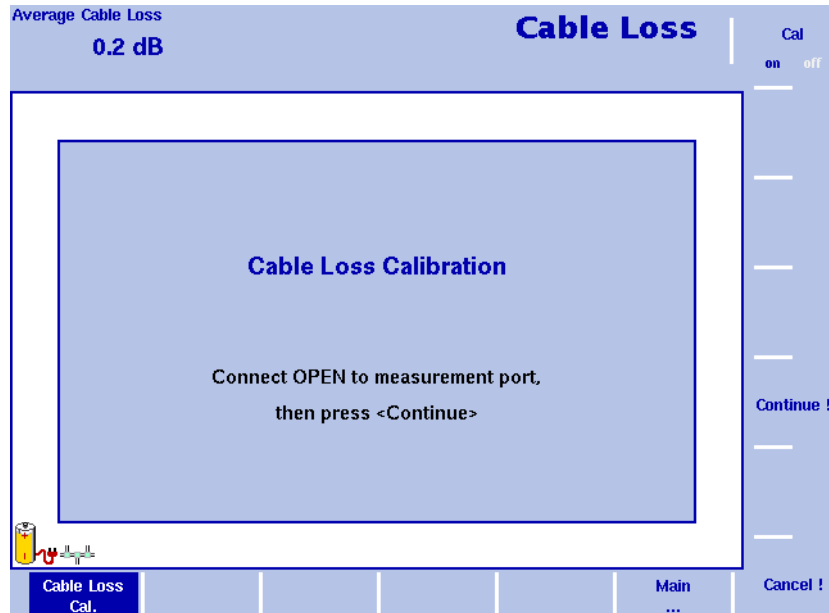 Average Cable Loss
0.2 dB
Cable Loss
Cal
on off
Cable Loss Calibration
Connect OPEN to measurement port,
then press <Continue>
Continue !
Cable Loss
Cal.
Main
...
Cancel !